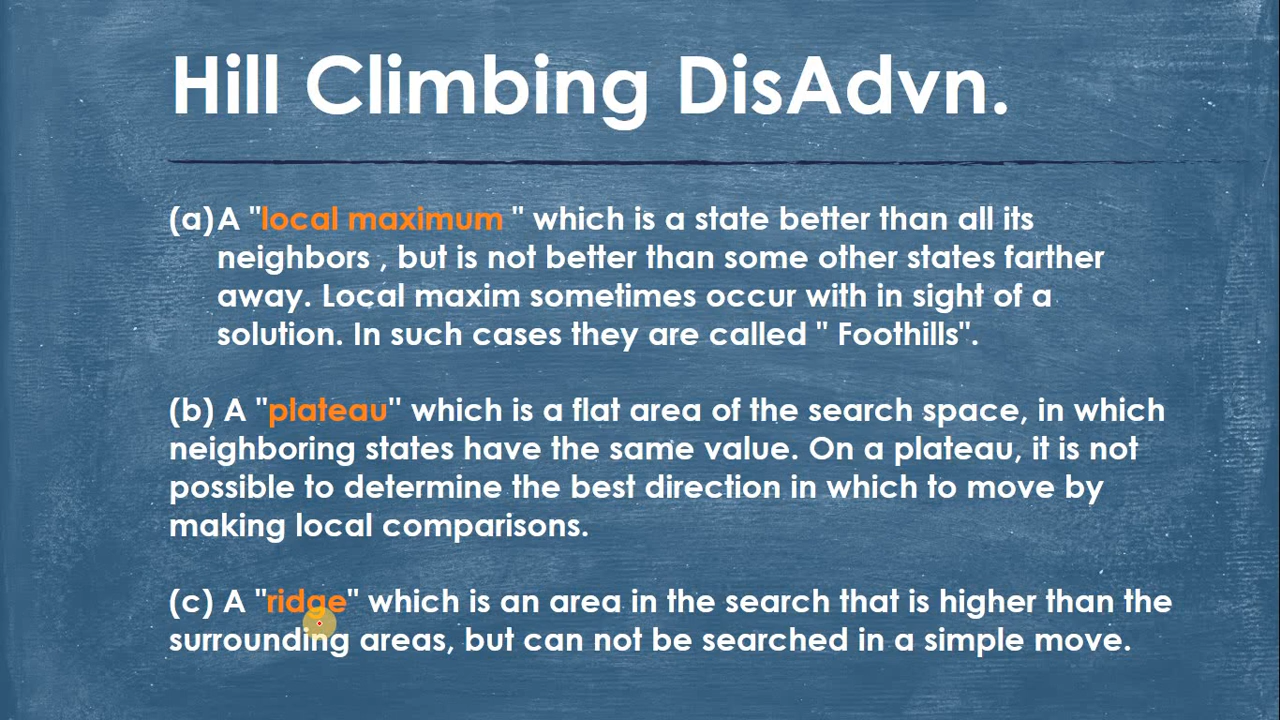 Hill Climbing DisAdvn.
(a) A "local maximum " which is a state better than all its
neighbors , but is not better than some other states farther
away. Local maxim sometimes occur with in sight of a
solution. In such cases they are called " Foothills".
(b) A "plateau" which is a flat area of the search space, in which
neighboring states have the same value. On a plateau, it is not
possible to determine the best direction in which to move by
making local comparisons.
(c) A "ridge" which is an area in the search that is higher than the
surrounding areas, but can not be searched in a simple move.